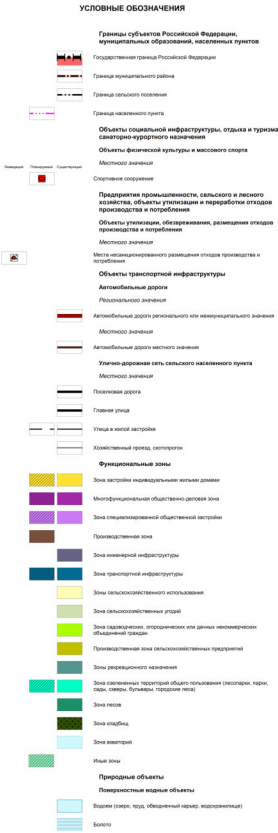 УСЛОВНЫЕ ОБОЗНАЧЕНИЯ
Границы субъектов Российской Федерации,
муниципальных образований, населенных пунктов
Государственная граница Российской Федерации
Граница муниципального района
Граница сельского поселения
Граница населенного пункта
Объекты социальной инфраструктуры, отдыха и туризма
санаторно-курортного назначения
Объекты физической культуры и массового спорта
Местного значения
Ликвидация Планируемый Существующий
Спортивное сооружение
Предприятия промышленности, сельского и лесного
хозяйства, объекты утилизации и переработки отходов
производства и потребления
Объекты утилизации, обезвреживания, размещения отходов
производства и потребления
Местного значения
Места несанкционированного размещения отходов производства и
потребления
Объекты транспортной инфраструктуры
Автомобильные дороги
Регионального значения
Автомобильные дороги регионального или межмуниципального значения
Местного значения
Автомобильные дороги местного значения
Улично-дорожная сеть сельского населенного пункта
Местного значения
Поселковая дорога
Главная улица
Улица в жилой застройке
Хозяйственный проезд, скотопрогон
Функциональные зоны
Зона застройки индивидуальными жилыми домами
Многофункциональная общественно-деловая зона
Зона специализированной общественной застройки
Производственная зона
Зона инженерной инфраструктуры
Зона транспортной инфраструктуры
Зоны сельскохозяйственного использования
Зона сельскохозяйственных угодий
Зона садоводческих, огороднических или дачных некоммерческих
объединений граждан
Производственная зона сельскохозяйственных предприятий
Зоны рекреационного назначения
Зона озелененных территорий общего пользования (лесопарки, парки,
сады, скверы, бульвары, городские леса)
Зона лесов
Зона кладбищ
Зона акваторий
Иные зоны
Природные объекты
Поверхностные водные объекты
Водоем (озеро, пруд, обводненный карьер, водохранилище)
Болото